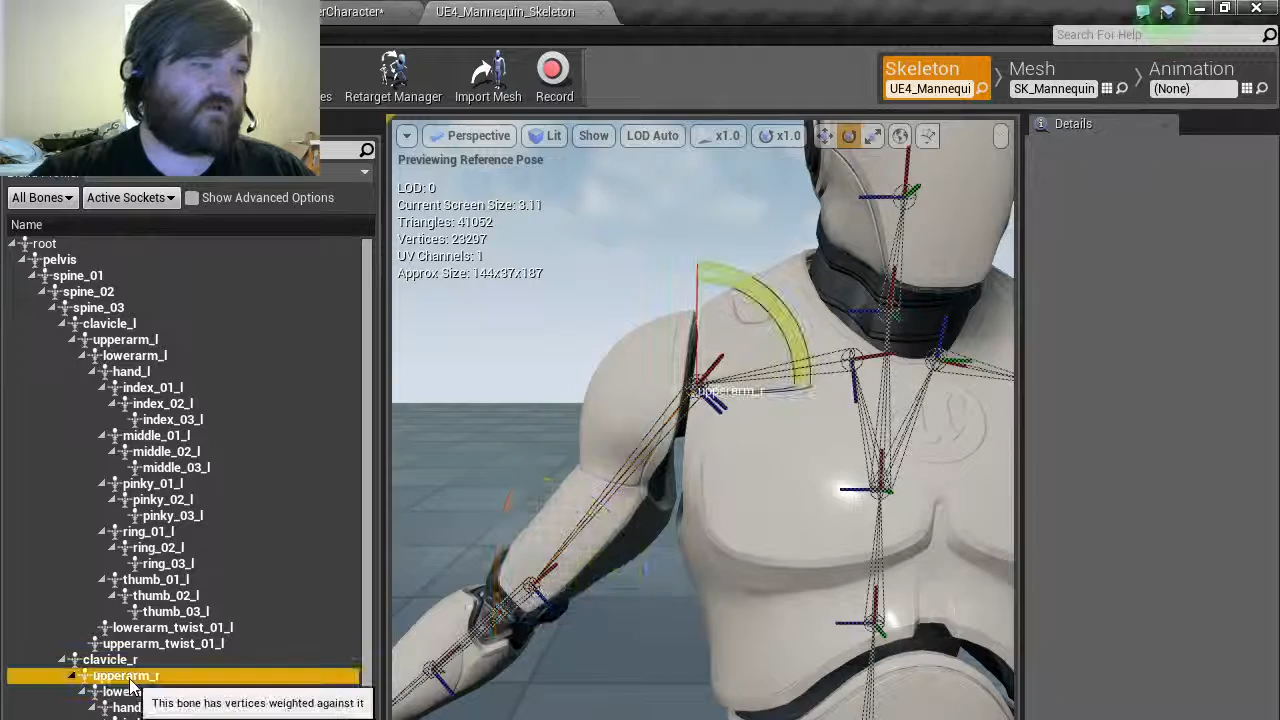 erCharacter*
UE4_Mannequin_Skeleton
Search For Help
es
Retarget Manager
Import Mesh
Record
Skeleton
UE4_Mannequi
Mesh
SK_Mannequin
Animation
(None)
Details
Perspective
Lit
Show
LOD Auto
x1.0
x1.0
Previewing Reference Pose
LOD: 0
Current Screen Size: 3.11
Triangles: 41052
Vertices: 23297
UV Channels: 1
Approx Size: 144x37x187
All Bones
Active Sockets
Show Advanced Options
Name
root
pelvis
spine_01
spine_02
spine_03
clavicle_l
upperarm_l
lowerarm_l
hand_l
index_01_l
index_02_l
index_03_l
middle_01_l
middle_02_l
middle_03_l
pinky_01_l
pinky_02_l
pinky_03_l
ring_01_l
ring_02_l
ring_03_l
thumb_01_l
thumb_02_l
thumb_03_l
lowerarm_twist_01_l
upperarm_twist_01_l
clavicle_r
upperarm_r
lowe
hand
This bone has vertices weighted against it
upperarm_r